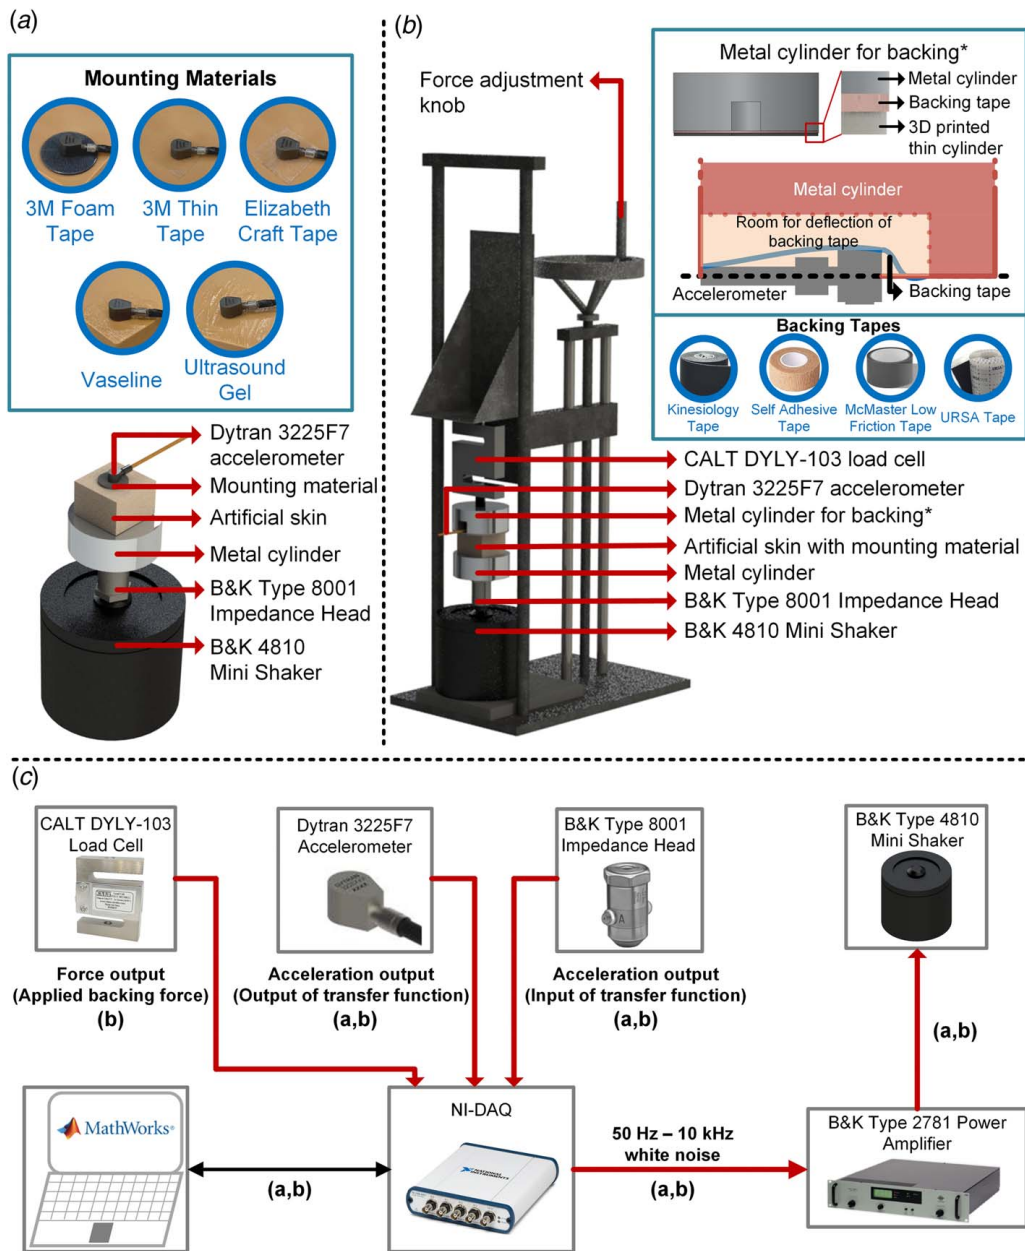 (a)
Mounting Materials
3M Foam
Tape
3M Thin
Tape
Elizabeth
Craft Tape
Vaseline
Ultrasound
Gel
Dytran 3225F7
accelerometer
Mounting material
Artificial skin
Metal cylinder
B&K Type 8001
Impedance Head
B&K 4810
Mini Shaker
(b)
Force adjustment
knob
Metal cylinder for backing*
Metal cylinder
Backing tape
3D printed
thin cylinder
Metal cylinder
Room for deflection of
backing tape
Accelerometer
Backing tape
Backing Tapes
Kinesiology
Tape
Self Adhesive
Tape
McMaster Low
Friction Tape
URSA Tape
CALT DYLY-103 load cell
Dytran 3225F7 accelerometer
Metal cylinder for backing*
Artificial skin with mounting material
Metal cylinder
B&K Type 8001 Impedance Head
B&K 4810 Mini Shaker
(c)
CALT DYLY-103
Load Cell
Force output
(Applied backing force)
(b)
Dytran 3225F7
Accelerometer
Acceleration output
(Output of transfer function)
(a,b)
B&K Type 8001
Impedance Head
A
Acceleration output
(Input of transfer function)
(a,b)
B&K Type 4810
Mini Shaker
(a,b)
MathWorks®
(a,b)
NI-DAQ
NATIONAL
INSTRUMENTS
50 Hz – 10 kHz
white noise
(a,b)
B&K Type 2781 Power
Amplifier